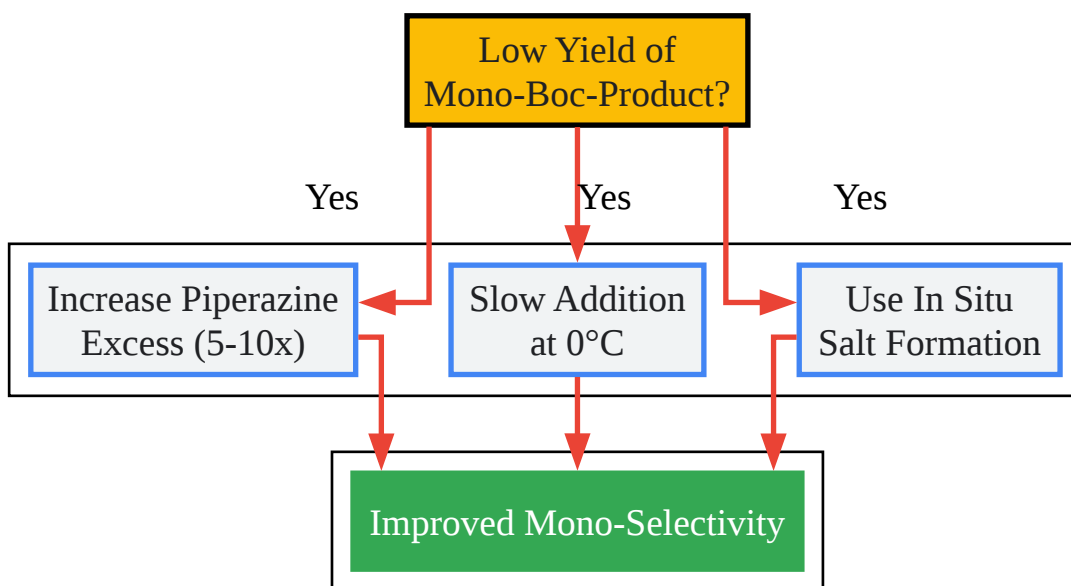 Low Yield of
Mono-Boc-Product?
Yes
Yes
Yes
Increase Piperazine
Excess (5-10x)
Slow Addition
at 0°C
Use In Situ
Salt Formation
Improved Mono-Selectivity